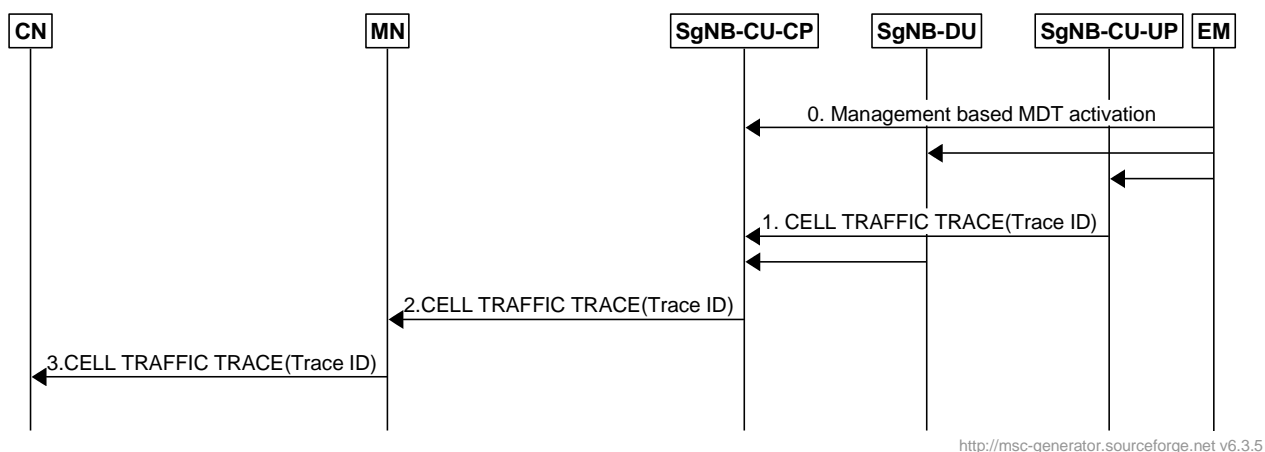 CN MN SgNB-CU-CP SgNB-DU SgNB-CU-UP EM
0. Management based MDT activation
1. CELL TRAFFIC TRACE(Trace ID)
2.CELL TRAFFIC TRACE(Trace ID)
3.CELL TRAFFIC TRACE(Trace ID)
http://msc-generator.sourceforge.net v6.3.5